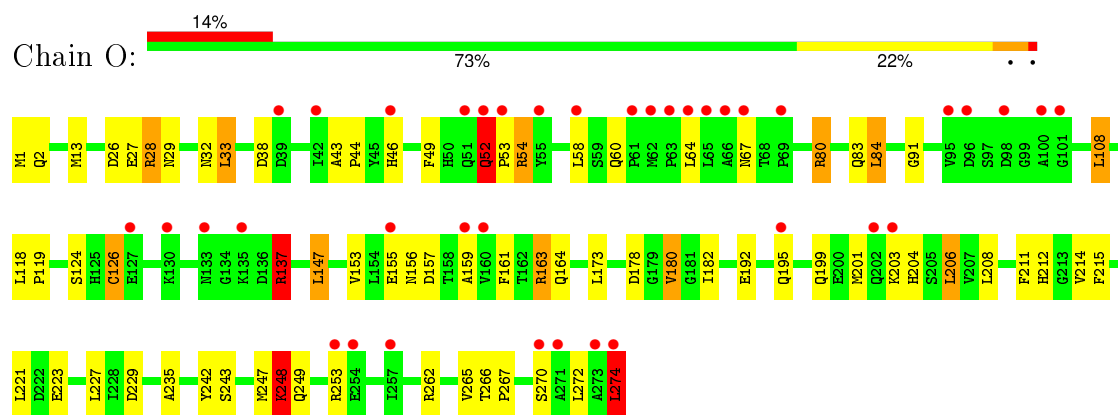 14%
Chain O:
73% 22% • •
M1 Q2 M13 D26 E27 R28 N29 N32 L33 D38 D39 I42 A43 P44 Y45 H46 F49 H50 Q51 Q52 P53 R54 Y55 L58 S59 Q60 P61 M62 P63 L64 L65 A66 N67 T68 P69 R80 Q83 L84 G91 V95 D96 S97 D98 G99 A100 G101 L108
L118 P119 S124 H125 C126 E127 K130 N133 G134 K135 D136 R137 L147 V153 L154 E155 N156 D157 T158 A159 V160 F161 T162 R163 Q164 L173 D178 G179 V180 G181 I182 E192 Q195 Q199 E200 M201 Q202 K203 H204 S205 L206 V207 L208 F211 H212 G213 V214 F215
L221 D222 E223 L227 I228 D229 A235 Y242 S243 M247 K248 Q249 R253 E254 I257 R262 V265 T266 P267 S270 A271 L272 A273 L274